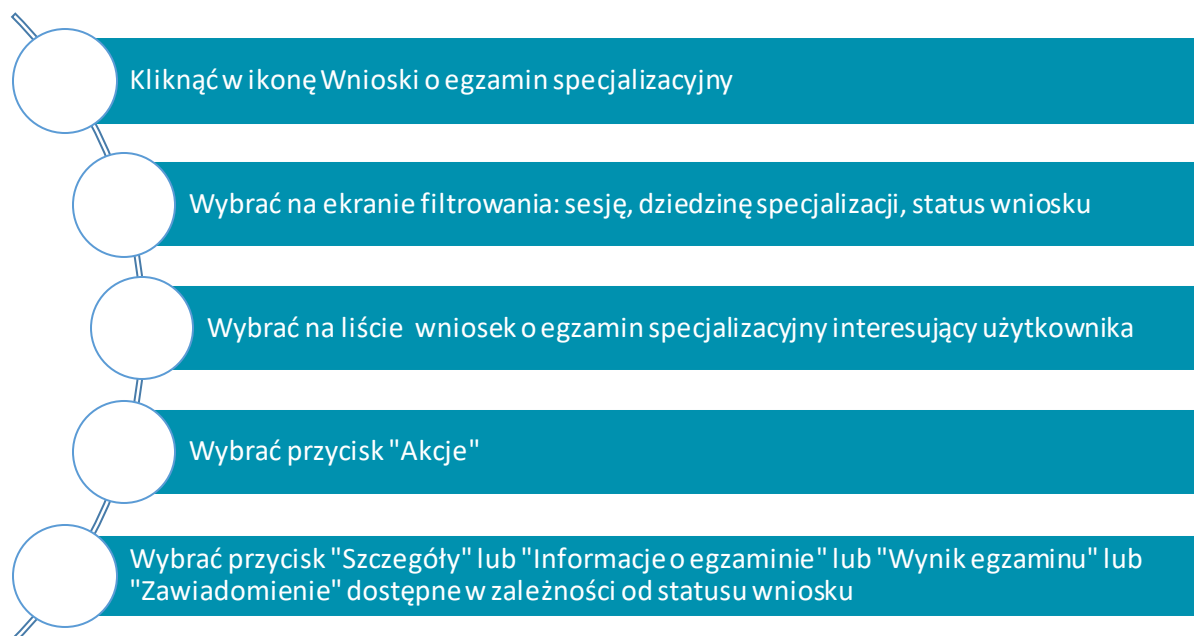 Kliknąć w ikonę Wnioski o egzamin specjalizacyjny
Wybrać na ekranie filtrowania: sesję, dziedzinę specjalizacji, status wniosku
Wybrać na liście wniosek o egzamin specjalizacyjny interesujący użytkownika
Wybrać przycisk "Akcje"
Wybrać przycisk "Szczegóły" lub "Informacje o egzaminie" lub "Wynik egzaminu" lub
"Zawiadomienie" dostępne w zależności od statusu wniosku